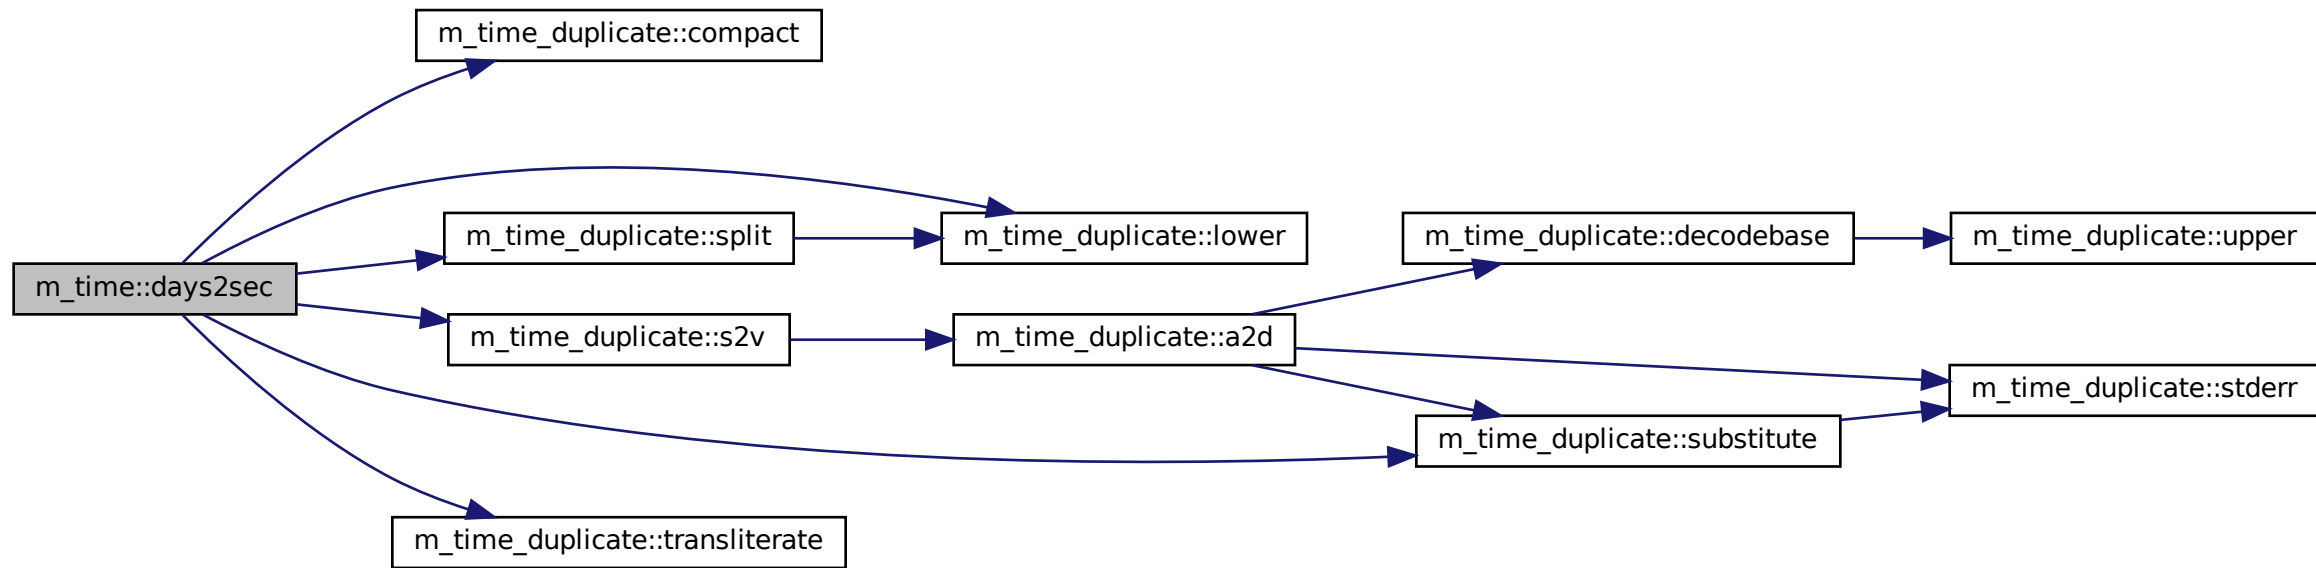 m_time_duplicate::compact
m_time_duplicate::split
m_time_duplicate::lower
m_time_duplicate::decodebase
m_time_duplicate::upper
m_time::days2sec
m_time_duplicate::s2v
m_time_duplicate::a2d
m_time_duplicate::stderr
m_time_duplicate::substitute
m_time_duplicate::transliterate